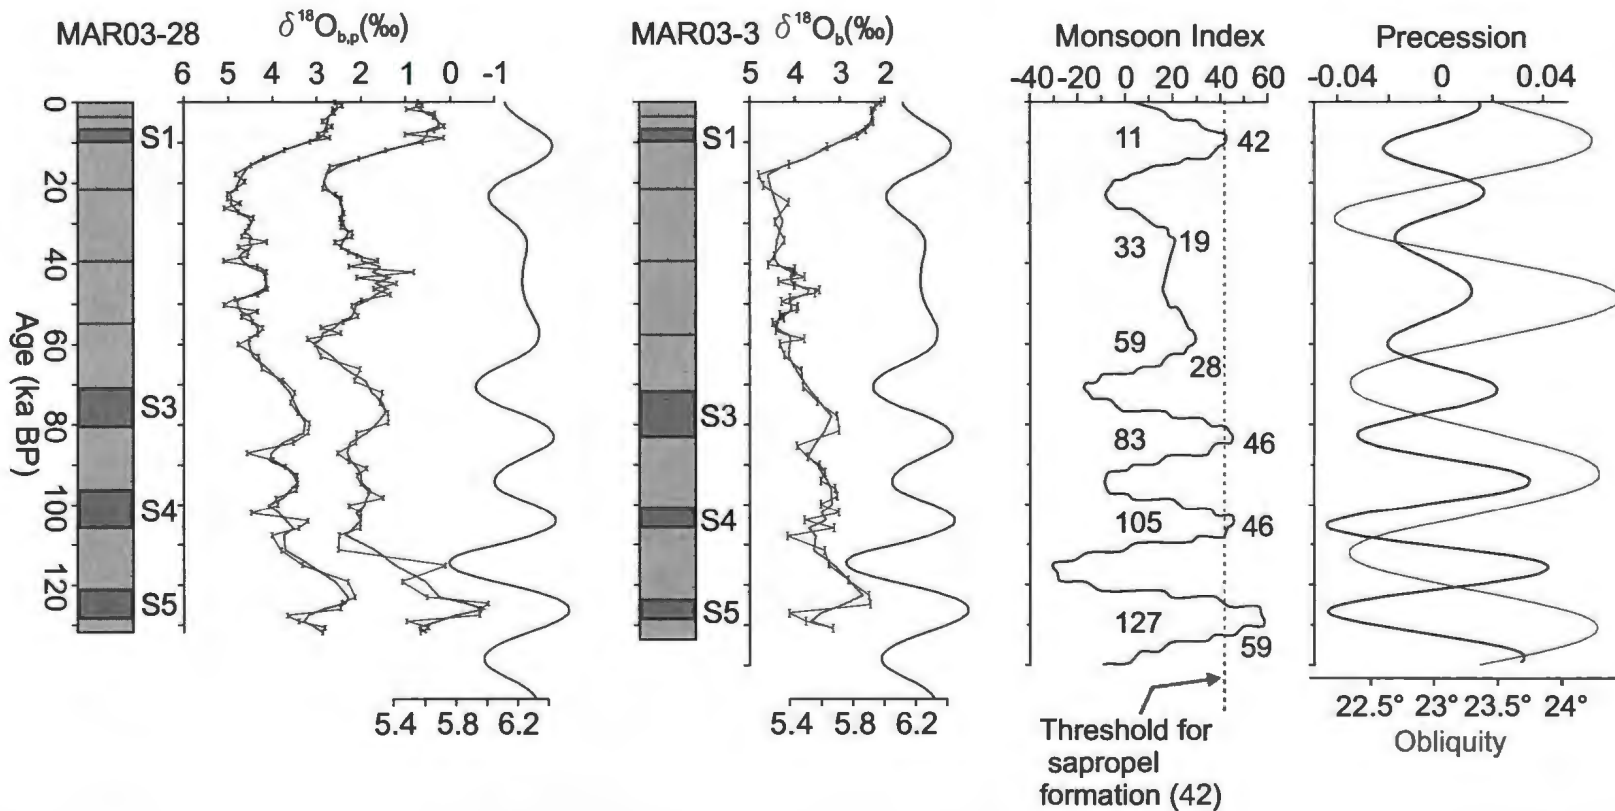 MAR03-28
δ¹⁸O_b,p(‰)
6 5 4 3 2 1 0 -1
0
20
40
60
80
100
120
Age (ka BP)
S1
S3
S4
S5
5.4 5.8 6.2
MAR03-3
δ¹⁸O_b(‰)
5 4 3 2
S1
S3
S4
S5
5.4 5.8 6.2
Monsoon Index
-40 -20 0 20 40 60
11 42
33 19
59
28
83 46
105 46
127
59
Threshold for
sapropel
formation (42)
Precession
-0.04 0 0.04
22.5° 23° 23.5° 24°
Obliquity